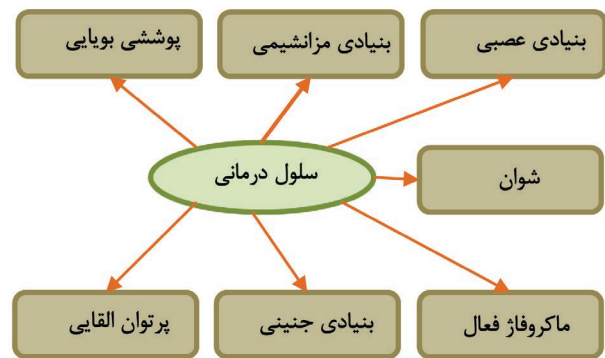 بنیادی عصبی
بنیادی مزانشیمی
پوششی بویایی
سلول درمانی
شوان
ماکروفاژ فعال
بنیادی جنینی
پرتوان القایی